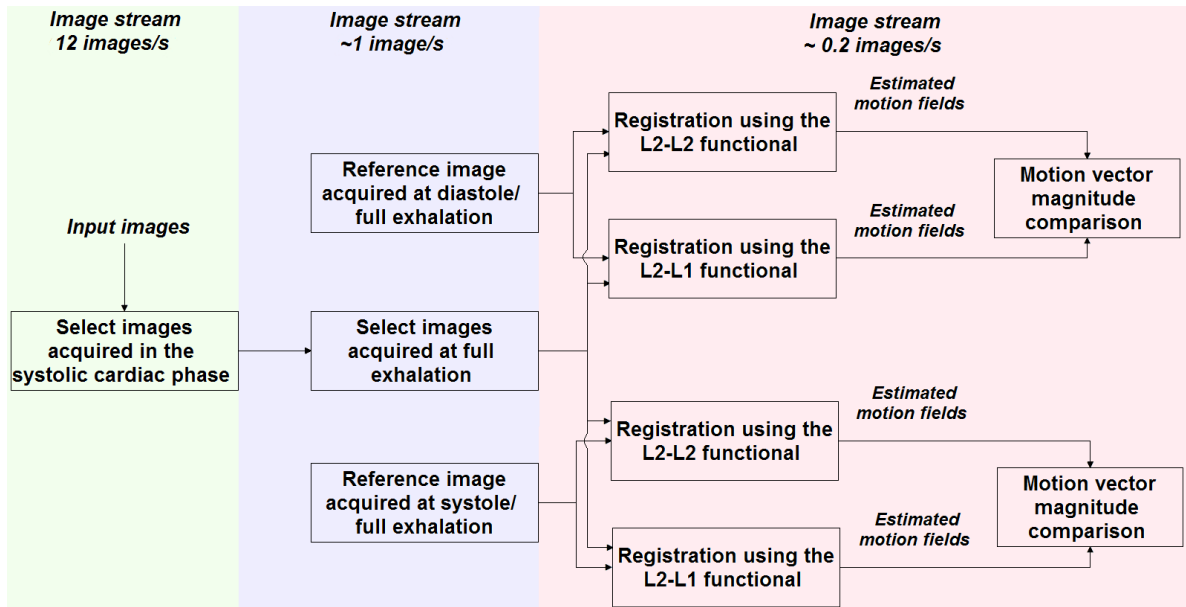 Image stream
12 images/s
Image stream
~1 image/s
Image stream
~ 0.2 images/s
Input images
Select images
acquired in the
systolic cardiac phase
Reference image
acquired at diastole/
full exhalation
Select images
acquired at full
exhalation
Reference image
acquired at systole/
full exhalation
Registration using the
L2-L2 functional
Estimated
motion fields
Registration using the
L2-L1 functional
Estimated
motion fields
Motion vector
magnitude
comparison
Registration using the
L2-L2 functional
Estimated
motion fields
Registration using the
L2-L1 functional
Estimated
motion fields
Motion vector
magnitude
comparison